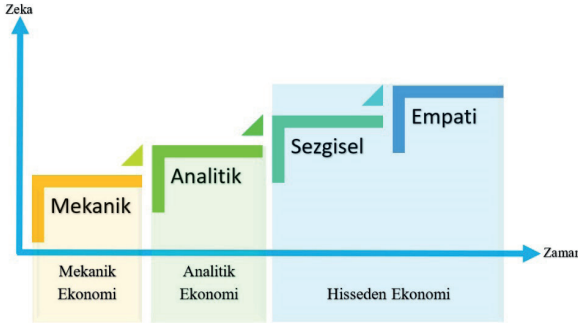 Zeka
Empati
Sezgisel
Analitik
Mekanik
Zaman
Mekanik
Ekonomi
Analitik
Ekonomi
Hisseden Ekonomi